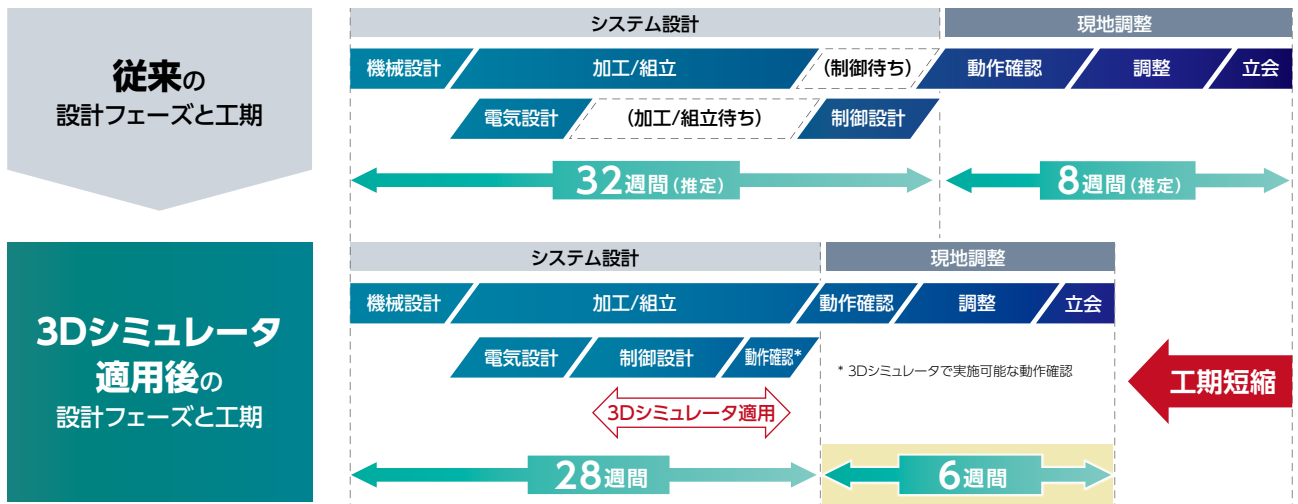 従来の
設計フェーズと工期
システム設計
現地調整
機械設計
加工/組立
(制御待ち)
動作確認
調整
立会
電気設計
(加工/組立待ち)
制御設計
32週間(推定)
8週間(推定)
3Dシミュレータ
適用後の
設計フェーズと工期
システム設計
現地調整
機械設計
加工/組立
動作確認
調整
立会
電気設計
制御設計
動作確認*
* 3Dシミュレータで実施可能な動作確認
3Dシミュレータ適用
工期短縮
28週間
6週間